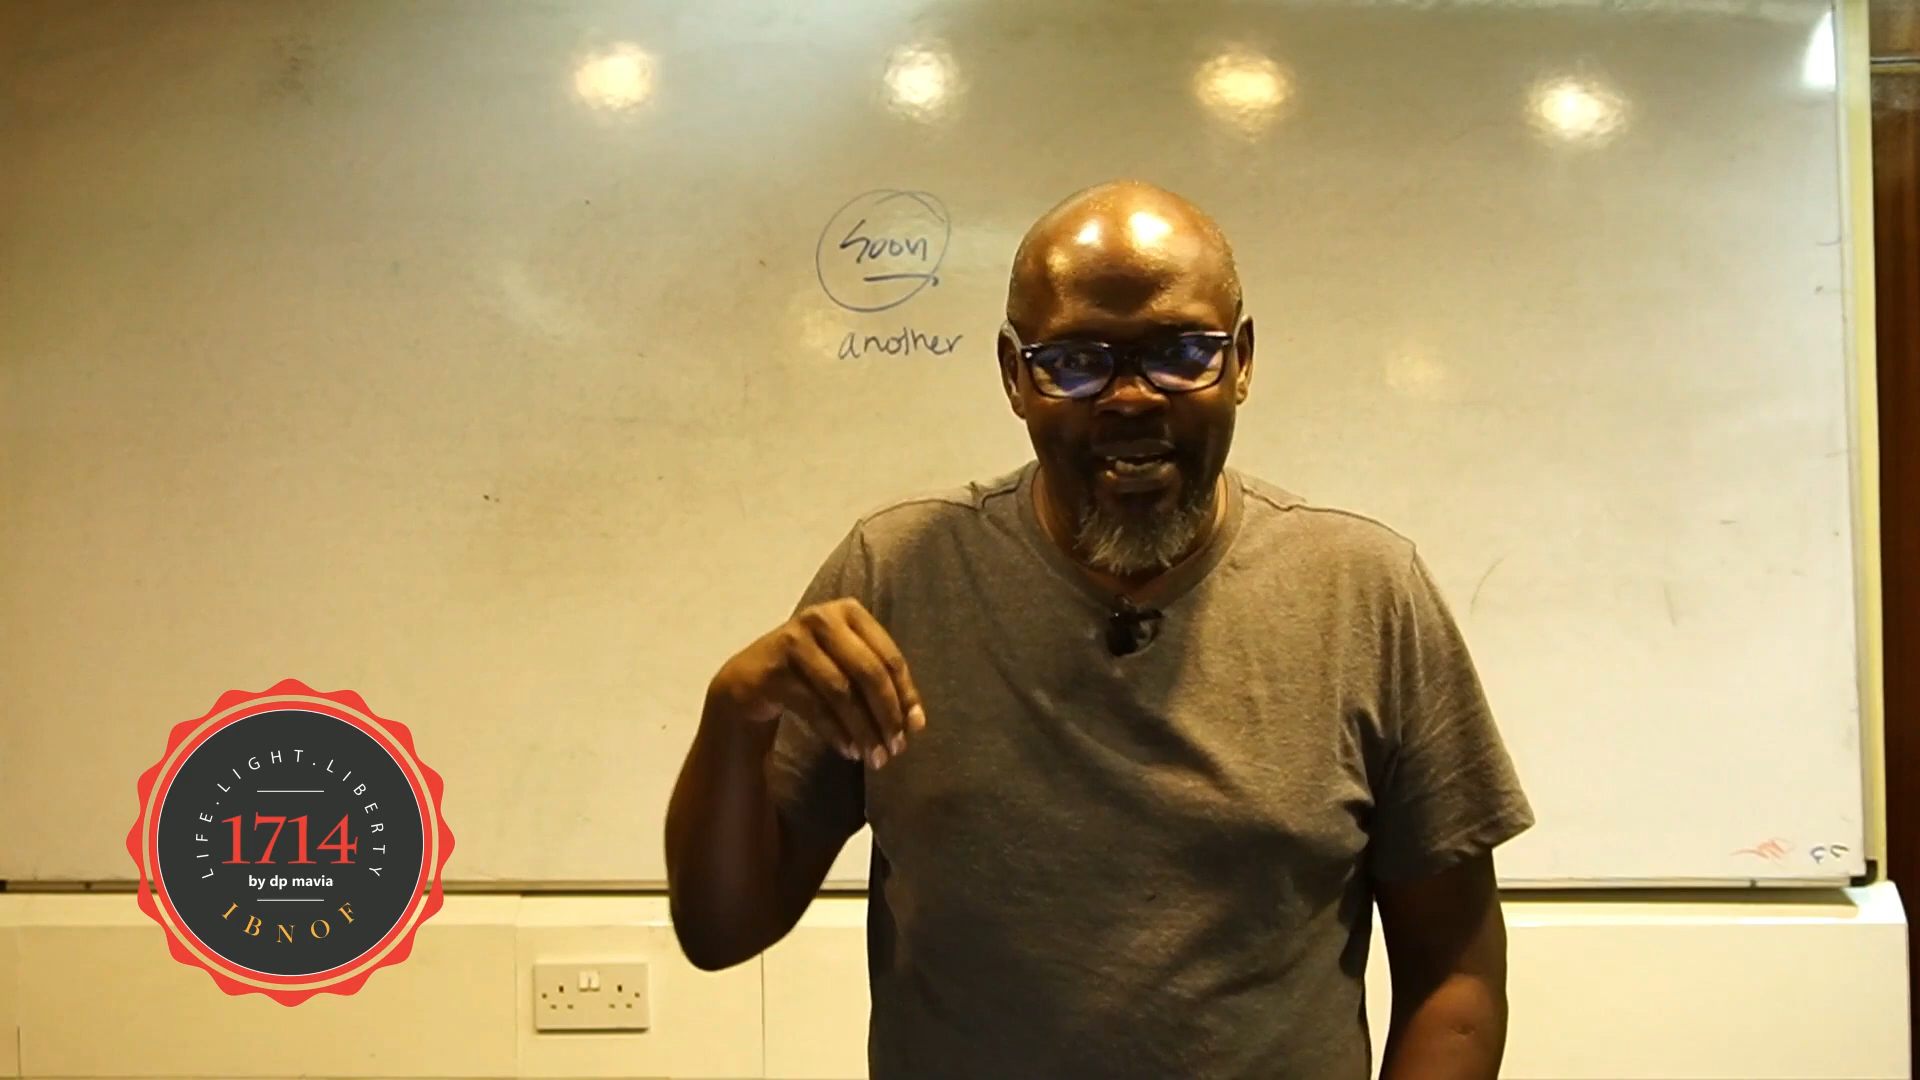 Soon
another
LIFE.LIGHT.LIBERTY
1714
by dp mavia
IBNOF